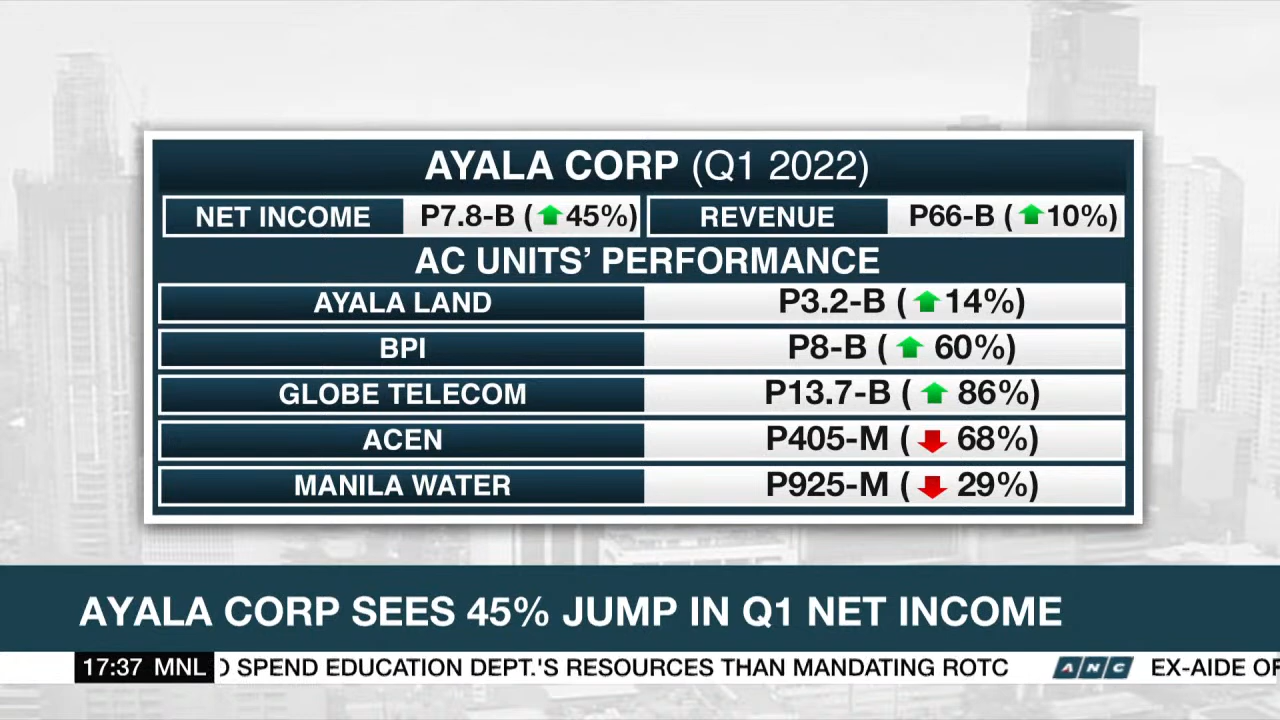 AYALA CORP (Q1 2022)
NET INCOME P7.8-B (⬆45%) REVENUE P66-B (⬆10%)
AC UNITS' PERFORMANCE
AYALA LAND P3.2-B (⬆14%)
BPI P8-B (⬆ 60%)
GLOBE TELECOM P13.7-B (⬆ 86%)
ACEN P405-M (⬇ 68%)
MANILA WATER P925-M (⬇ 29%)
AYALA CORP SEES 45% JUMP IN Q1 NET INCOME
17:37 MNL SPEND EDUCATION DEPT.'S RESOURCES THAN MANDATING ROTC ANC EX-AIDE